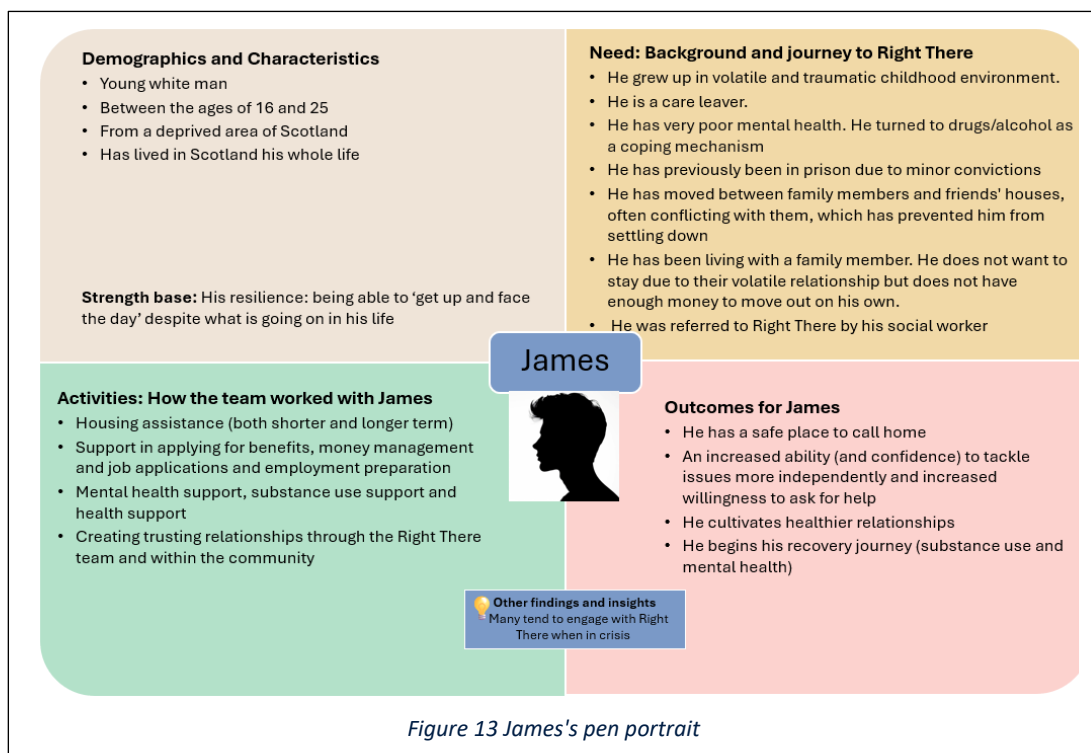 Demographics and Characteristics
• Young white man
• Between the ages of 16 and 25
• From a deprived area of Scotland
• Has lived in Scotland his whole life
Strength base: His resilience: being able to ‘get up and face
the day’ despite what is going on in his life
Need: Background and journey to Right There
• He grew up in volatile and traumatic childhood environment.
• He is a care leaver.
• He has very poor mental health. He turned to drugs/alcohol as
a coping mechanism
• He has previously been in prison due to minor convictions
• He has moved between family members and friends' houses,
often conflicting with them, which has prevented him from
settling down
• He has been living with a family member. He does not want to
stay due to their volatile relationship but does not have
enough money to move out on his own.
• He was referred to Right There by his social worker
James
Activities: How the team worked with James
• Housing assistance (both shorter and longer term)
• Support in applying for benefits, money management
and job applications and employment preparation
• Mental health support, substance use support and
health support
• Creating trusting relationships through the Right There
team and within the community
Outcomes for James
• He has a safe place to call home
• An increased ability (and confidence) to tackle
issues more independently and increased
willingness to ask for help
• He cultivates healthier relationships
• He begins his recovery journey (substance use and
mental health)
Other findings and insights
Many tend to engage with Right
There when in crisis
Figure 13 James's pen portrait